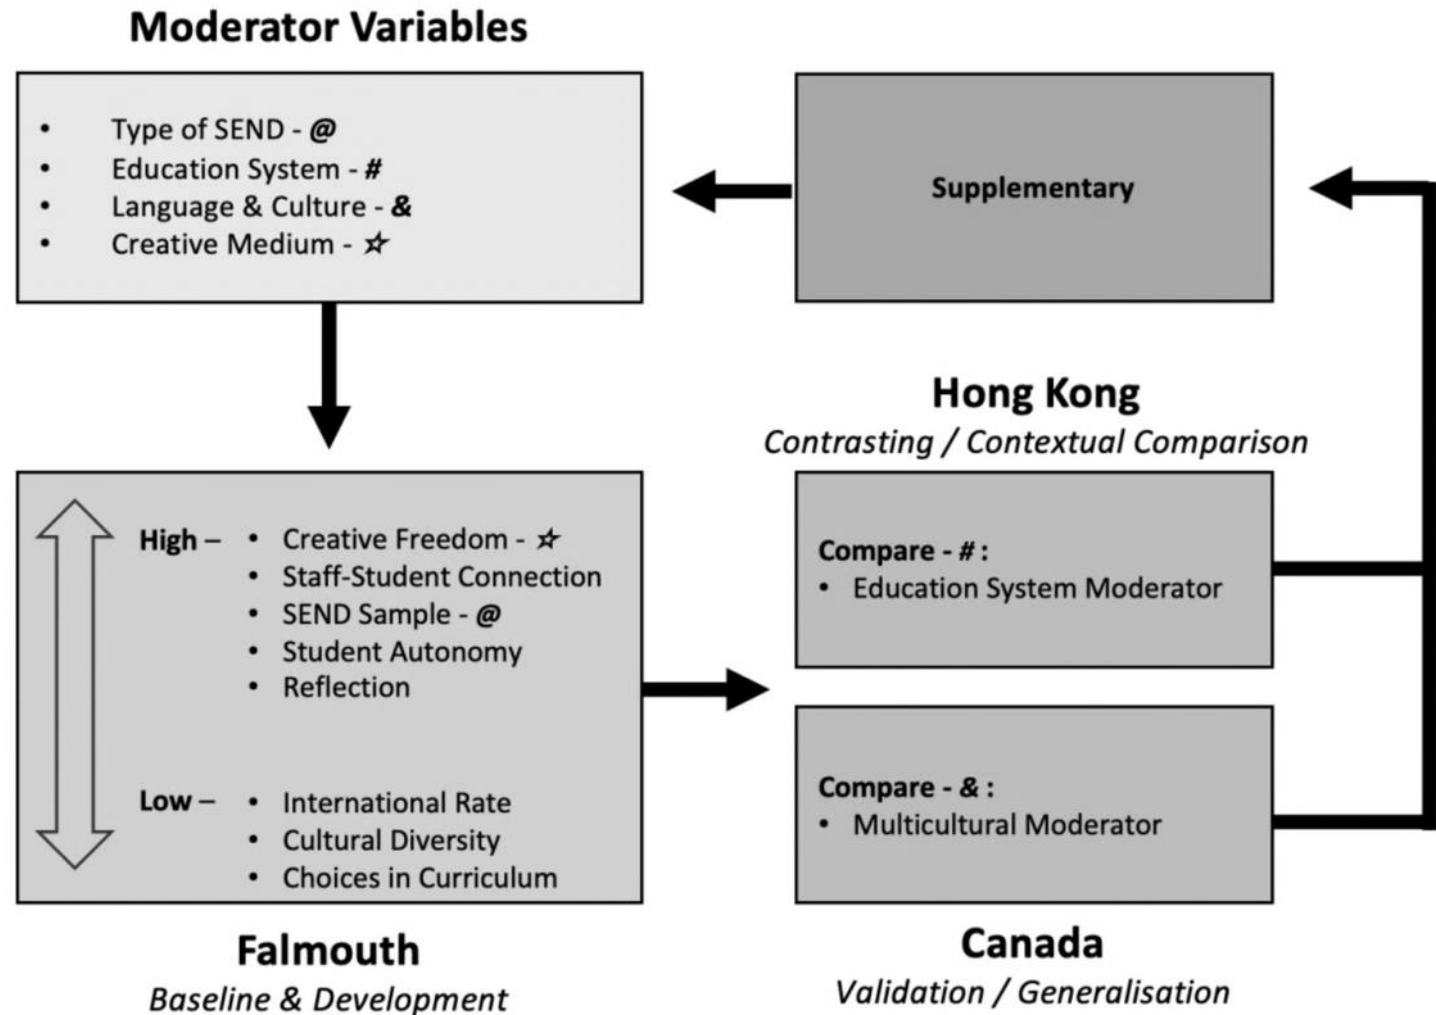 Moderator Variables
• Type of SEND - @
• Education System - #
• Language & Culture - &
• Creative Medium - ☆
Supplementary
Hong Kong
Contrasting / Contextual Comparison
High – • Creative Freedom - ☆
• Staff-Student Connection
• SEND Sample - @
• Student Autonomy
• Reflection
Low – • International Rate
• Cultural Diversity
• Choices in Curriculum
Compare - # :
• Education System Moderator
Compare - & :
• Multicultural Moderator
Falmouth
Baseline & Development
Canada
Validation / Generalisation